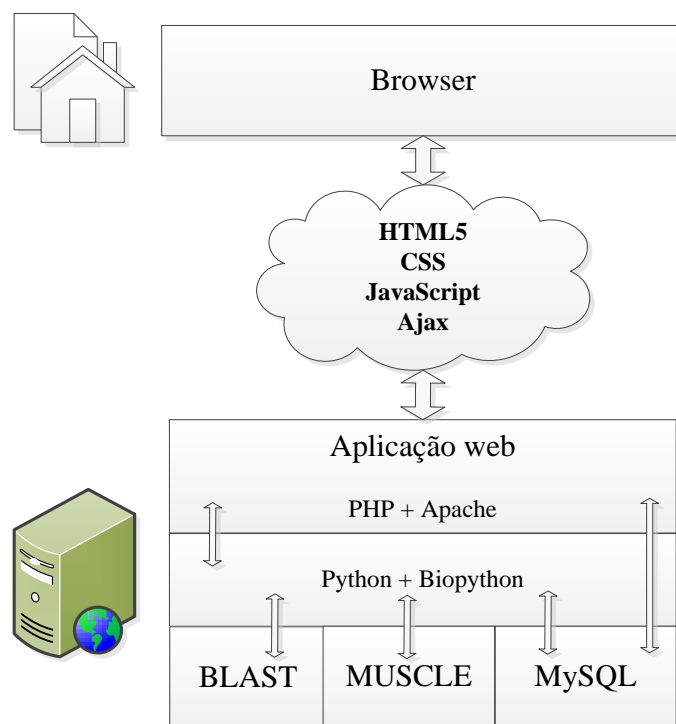 Browser
HTML5
CSS
JavaScript
Ajax
Aplicação web
PHP + Apache
Python + Biopython
BLAST
MUSCLE
MySQL